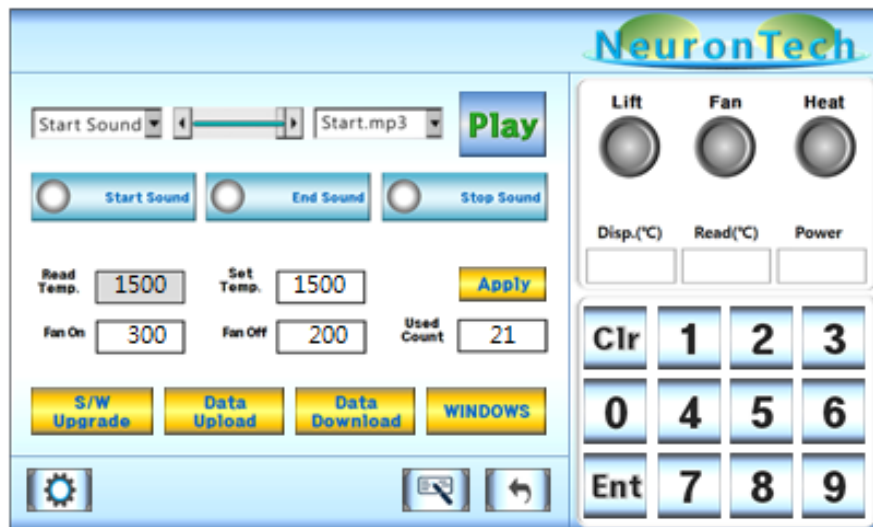 NeuronTech
Start Sound Start.mp3 Play
Start Sound End Sound Stop Sound
Read Temp. 1500 Set Temp. 1500 Apply
Fan On 300 Fan Off 200 Used Count 21
S/W Upgrade Data Upload Data Download WINDOWS
Lift Fan Heat
Disp.(℃) Read(℃) Power
Clr 1 2 3
0 4 5 6
Ent 7 8 9